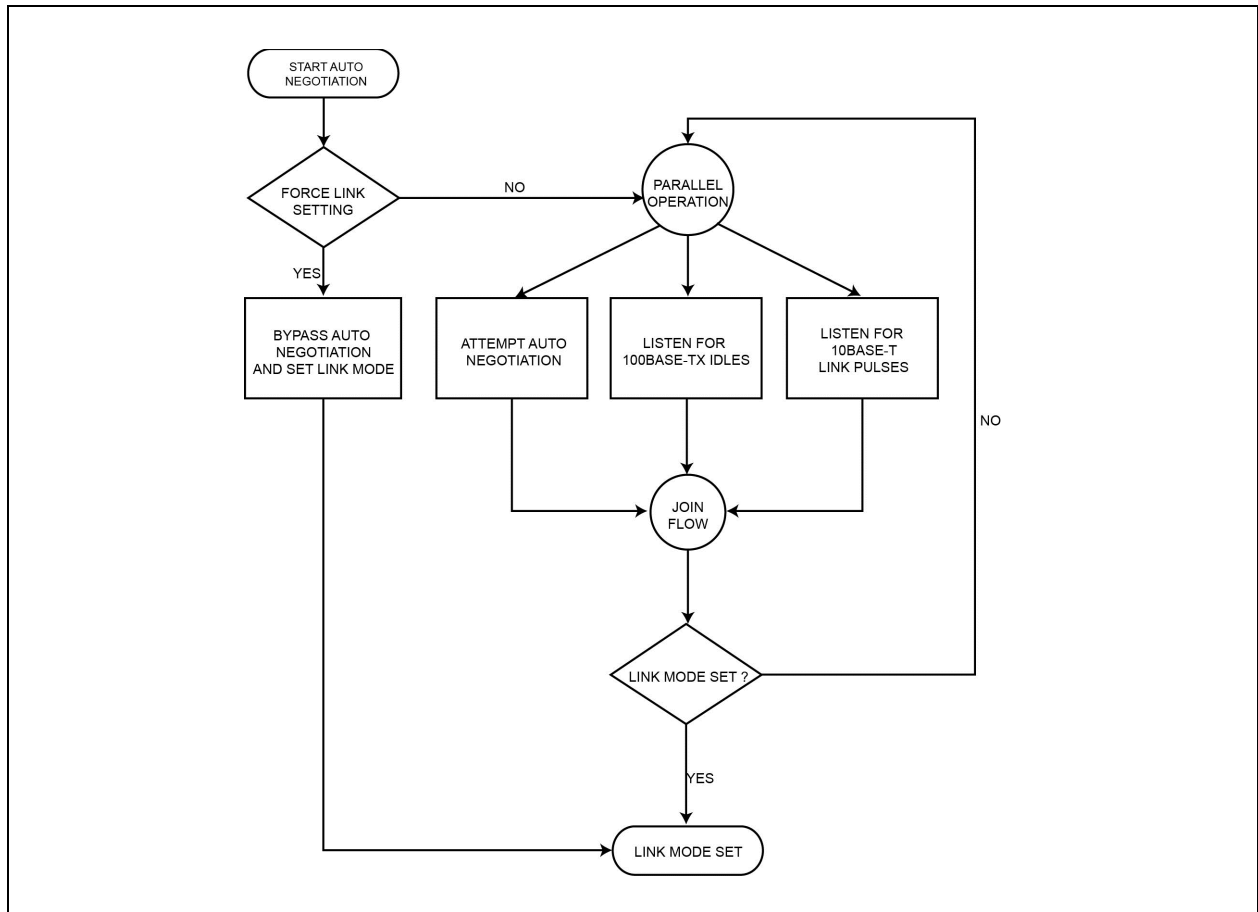 START AUTO
NEGOTIATION
FORCE LINK
SETTING
NO
PARALLEL
OPERATION
YES
BYPASS AUTO
NEGOTIATION
AND SET LINK MODE
ATTEMPT AUTO
NEGOTIATION
LISTEN FOR
100BASE-TX IDLES
LISTEN FOR
10BASE-T
LINK PULSES
NO
JOIN
FLOW
LINK MODE SET ?
YES
LINK MODE SET